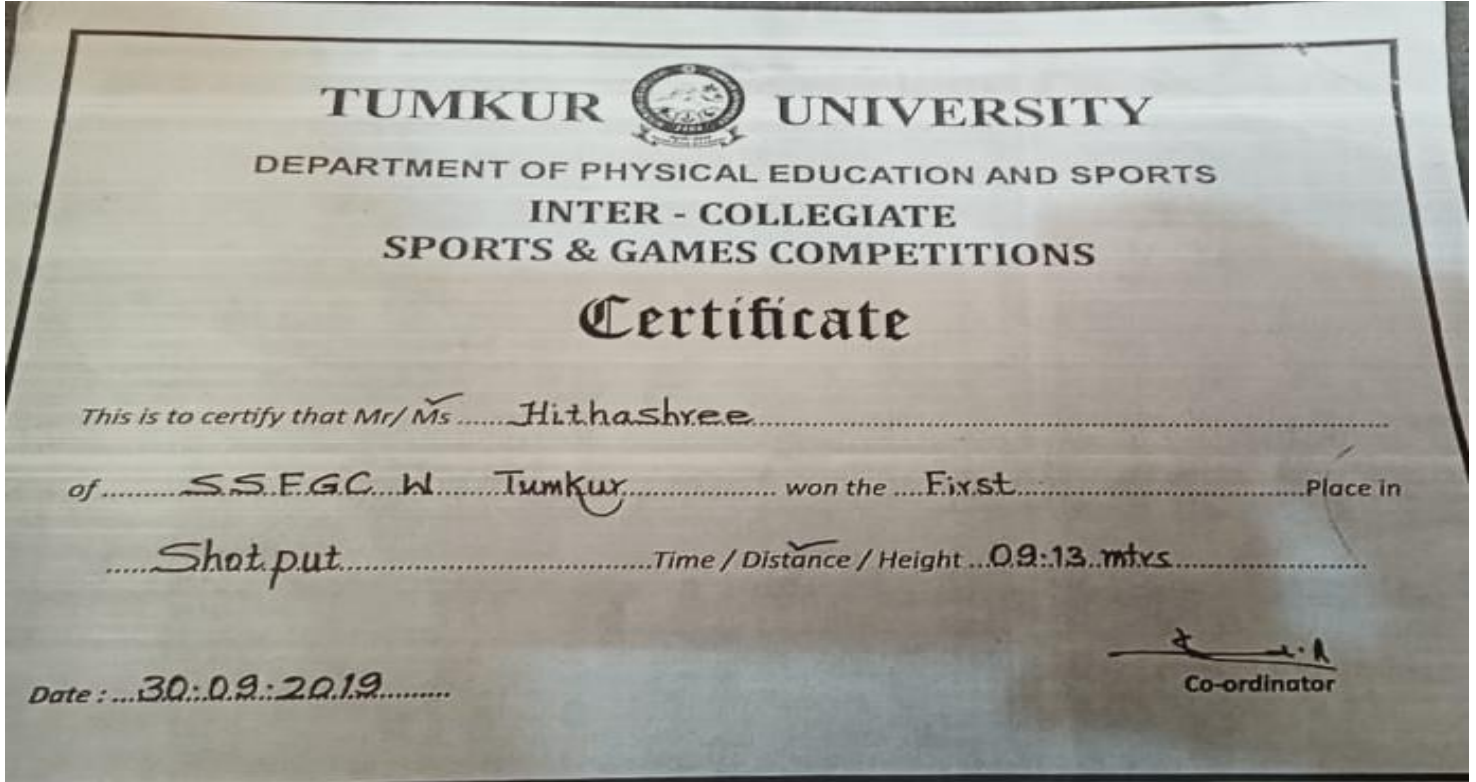 TUMKUR UNIVERSITY
DEPARTMENT OF PHYSICAL EDUCATION AND SPORTS
INTER - COLLEGIATE
SPORTS & GAMES COMPETITIONS
Certificate
This is to certify that Mr/ Ms ...... Hithashree ......
of ......... S.S.E.G.C. W ...... Tumkur ......... won the .... First ......... Place in
...... Shot put ......... Time / Distance / Height ... 09:13 mtrs .........
Date : ... 30:09:2019 .........
Co-ordinator